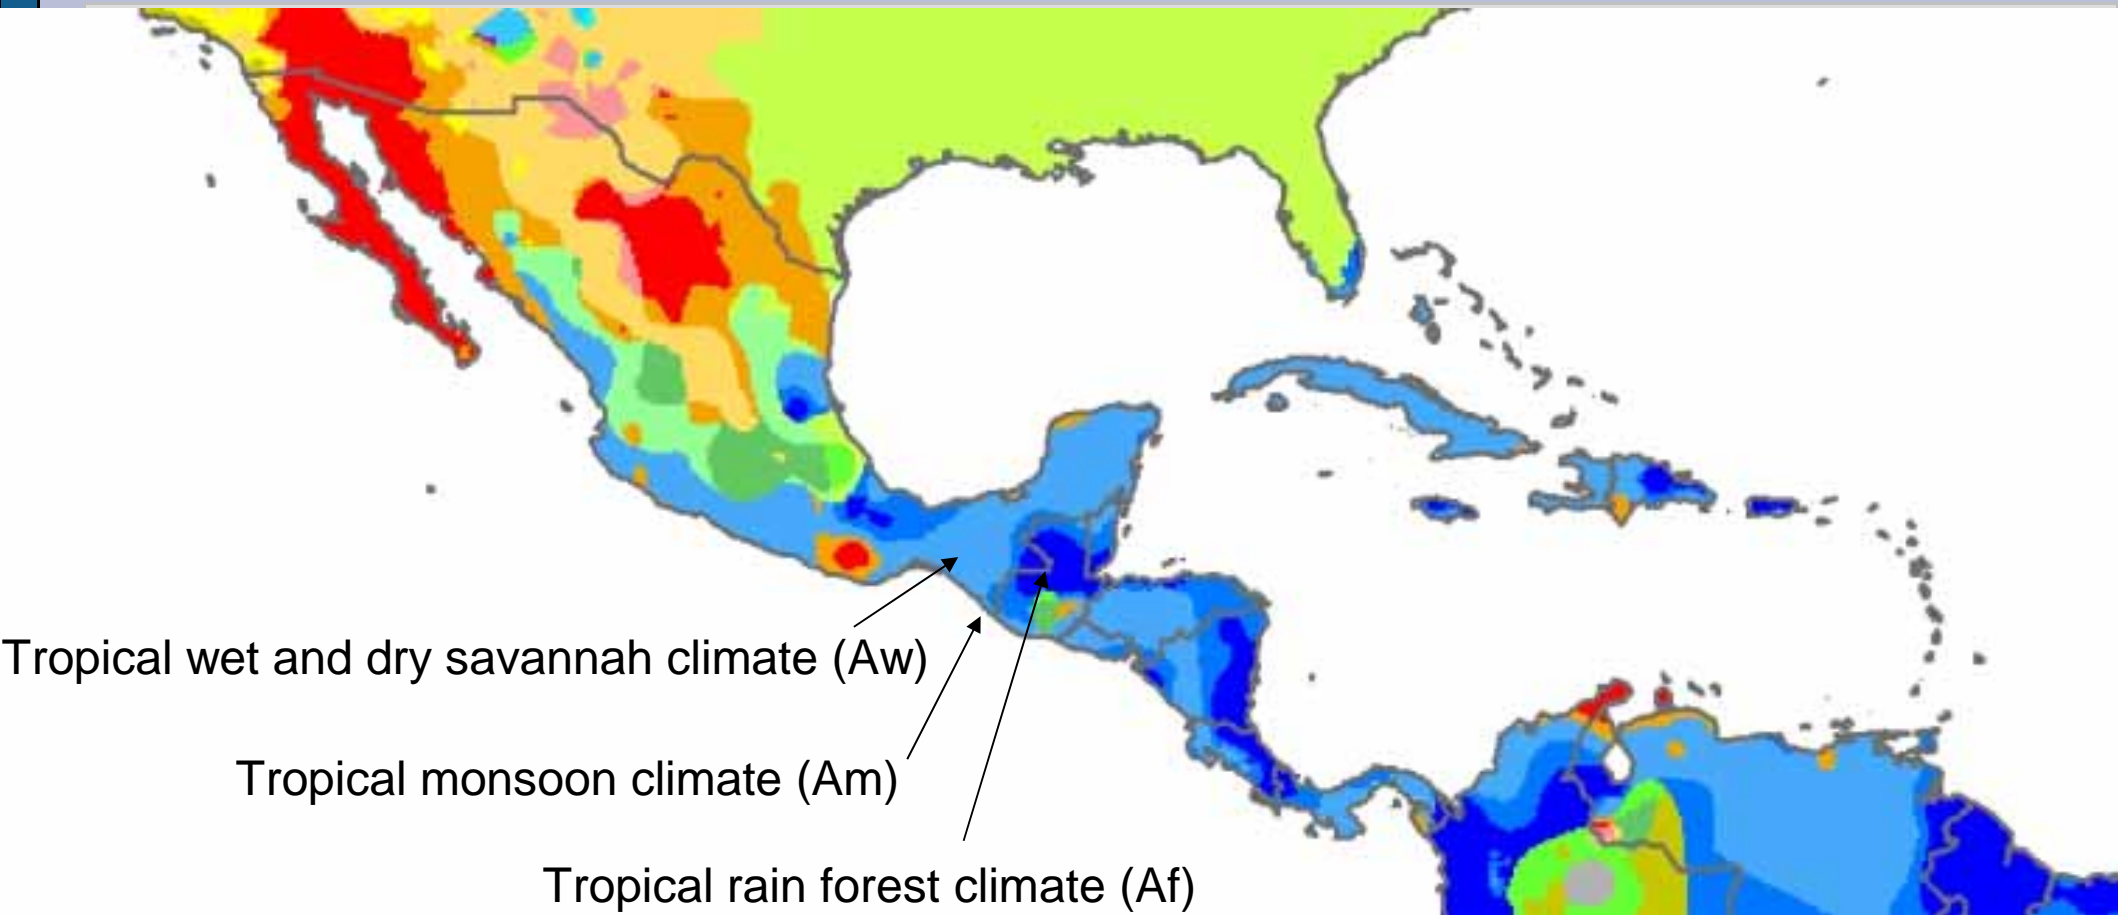 Tropical wet and dry savannah climate (Aw)
Tropical monsoon climate (Am)
Tropical rain forest climate (Af)